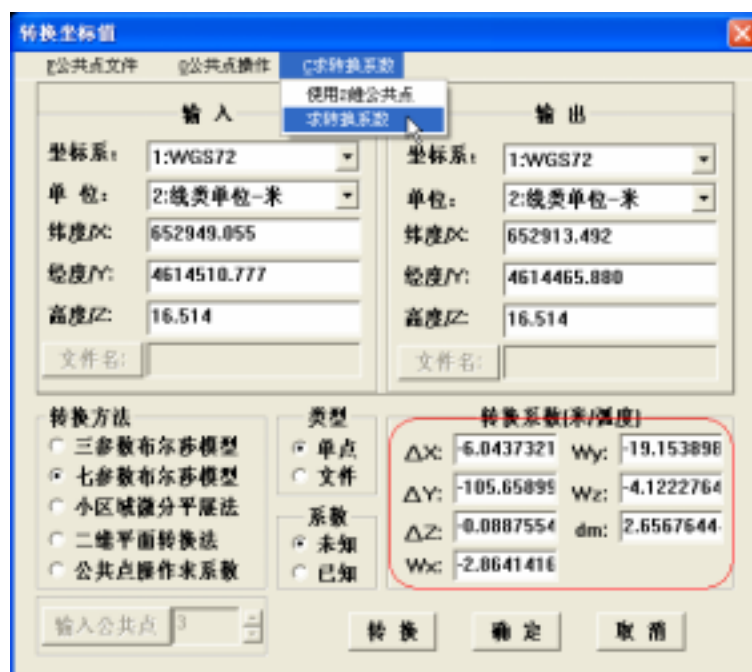 转换坐标值
F公共点文件 O公共点操作 C求转换系数
使用2维公共点
求转换系数
输 入
坐标系: 1:WGS72
单 位: 2:线类单位-米
纬度/X: 652949.055
经度/Y: 4614510.777
高度/Z: 16.514
文件名:
输 出
坐标系: 1:WGS72
单位: 2:线类单位-米
纬度/X: 652913.492
经度/Y: 4614465.880
高度/Z: 16.514
文件名:
转换方法
三参数布尔莎模型
七参数布尔莎模型
小区域微分平展法
二维平面转换法
公共点操作求系数
输入公共点 3
类型
单点
文件
系数
未知
已知
转换系数(米/弧度)
ΔX: -6.0437321 Wy: -19.153898
ΔY: -105.65899 Wz: -4.1222764
ΔZ: -0.0887554 dm: 2.6567644-
Wx: -2.8641416
转 换 确 定 取 消